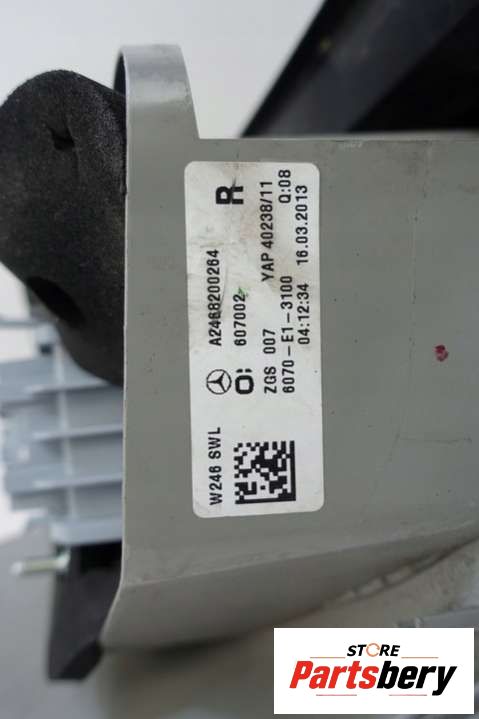 W246 SWL A2468200264 R
607002 YAP 40238/11
ZGS 007 Q:08
6070-E1-3100
04:12:34 16.03.2013
STORE
Partsbery